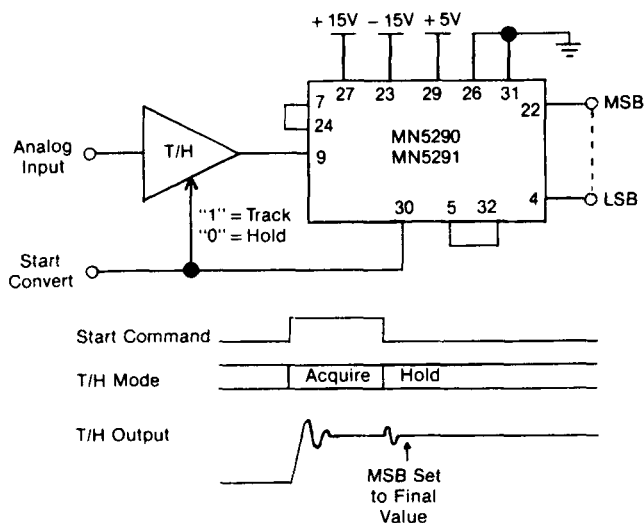 + 15V - 15V + 5V
27 23 29 26 31
7
24
9
22
4
MN5290
MN5291
30 5 32
MSB
LSB
Analog
Input
T/H
"1" = Track
"0" = Hold
Start
Convert
Start Command
T/H Mode
Acquire Hold
T/H Output
MSB Set
to Final
Value